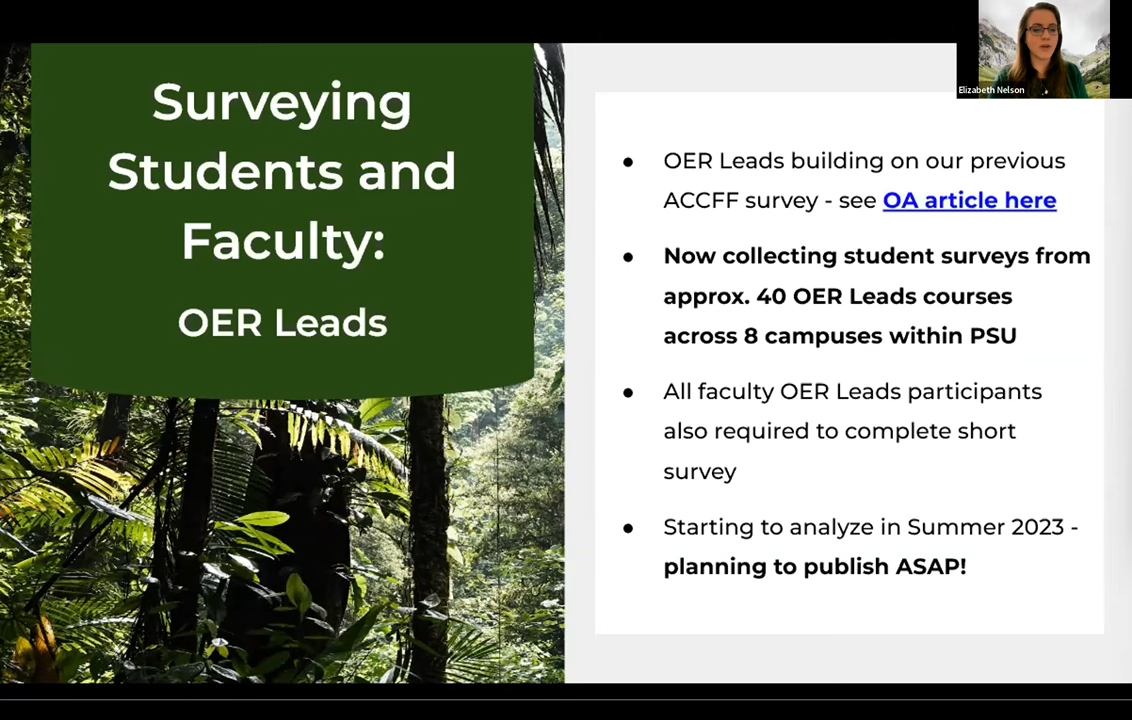 Surveying
Students and
Faculty:
OER Leads
Elizabeth Nelson
● OER Leads building on our previous
ACCFF survey - see OA article here
● Now collecting student surveys from
approx. 40 OER Leads courses
across 8 campuses within PSU
● All faculty OER Leads participants
also required to complete short
survey
● Starting to analyze in Summer 2023 -
planning to publish ASAP!